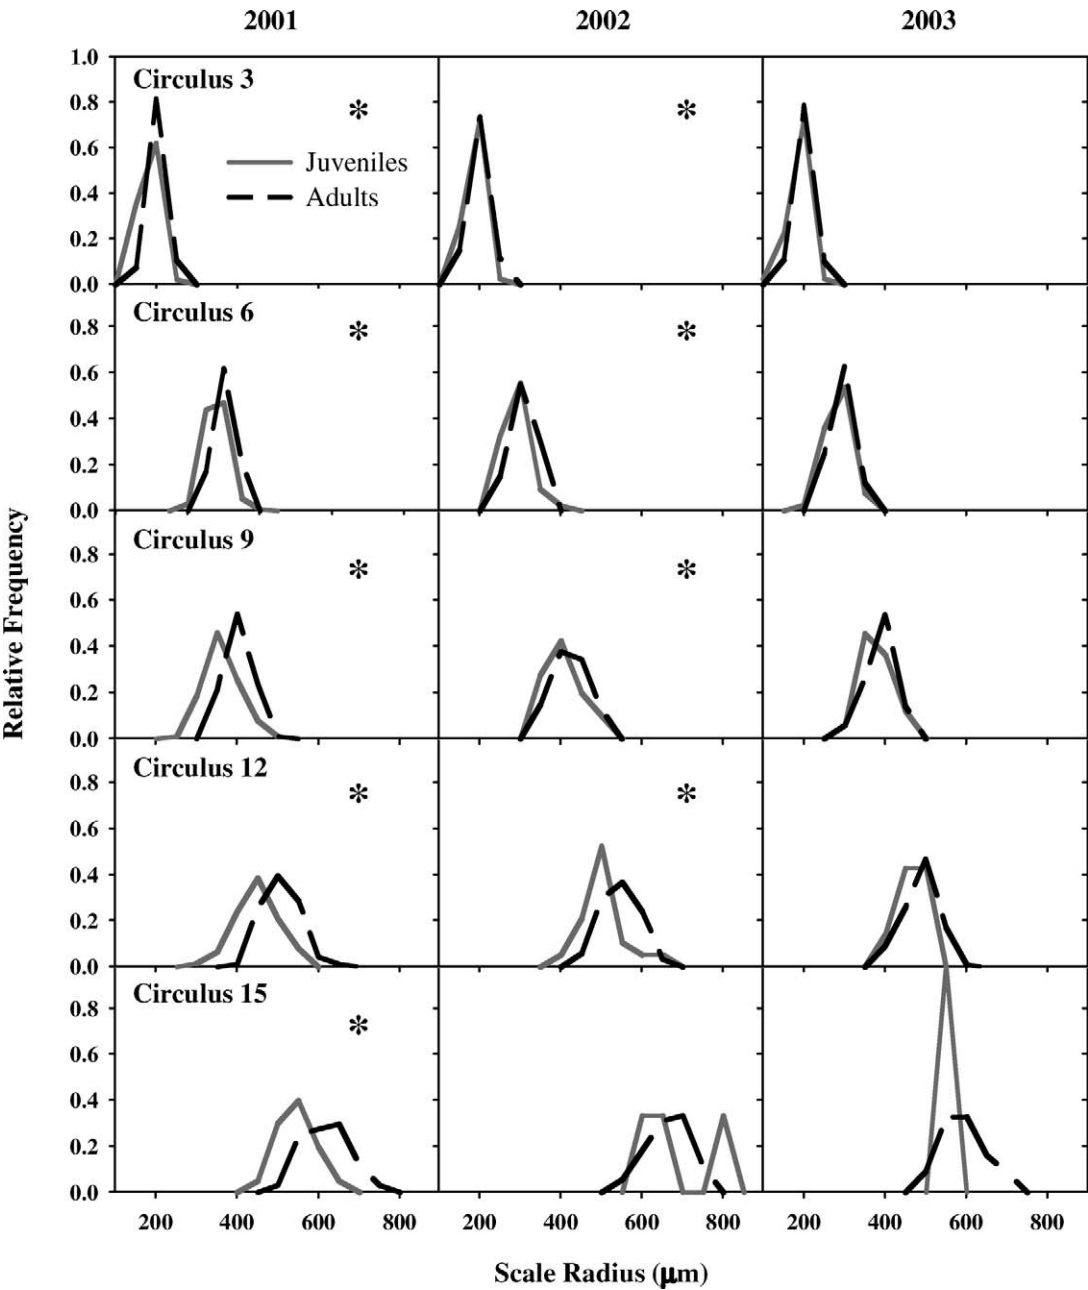 2001 2002 2003
1.0 Circulus 3
0.8 * *
0.6 Juveniles
0.4 Adults
0.2
0.0
Circulus 6
0.8 * *
0.6
0.4
0.2
0.0
Circulus 9
0.8 * *
0.6
0.4
0.2
0.0
Circulus 12
0.8 * *
0.6
0.4
0.2
0.0
Circulus 15
0.8 *
0.6
0.4
0.2
0.0
200 400 600 800 200 400 600 800 200 400 600 800
Relative Frequency
Scale Radius (μm)